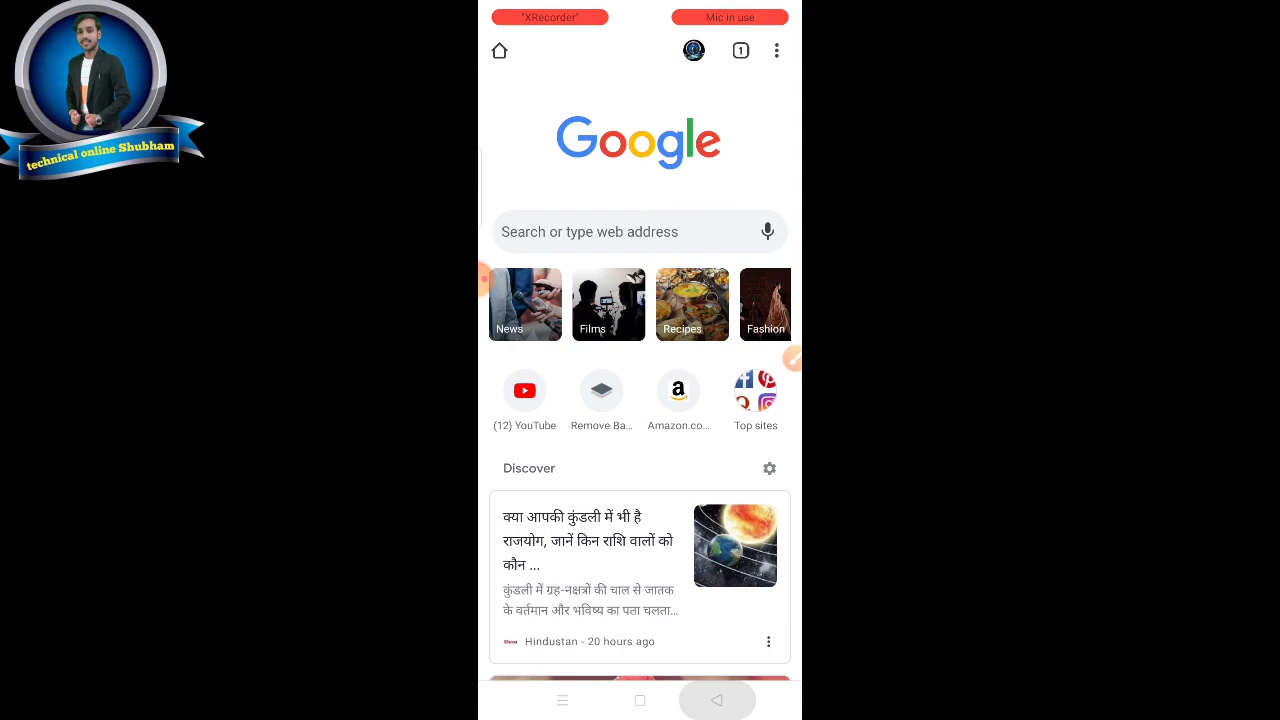 technical online Shubham
"XRecorder"
Mic in use
1
Google
Search or type web address
News
Films
Recipes
Fashion
(12) YouTube
Remove Ba...
Amazon.co...
Top sites
Discover
क्या आपकी कुंडली में भी है
राजयोग, जानें किन राशि वालों को
कौन ...
कुंडली में ग्रह-नक्षत्रों की चाल से जातक
के वर्तमान और भविष्य का पता चलता...
Hindustan - 20 hours ago